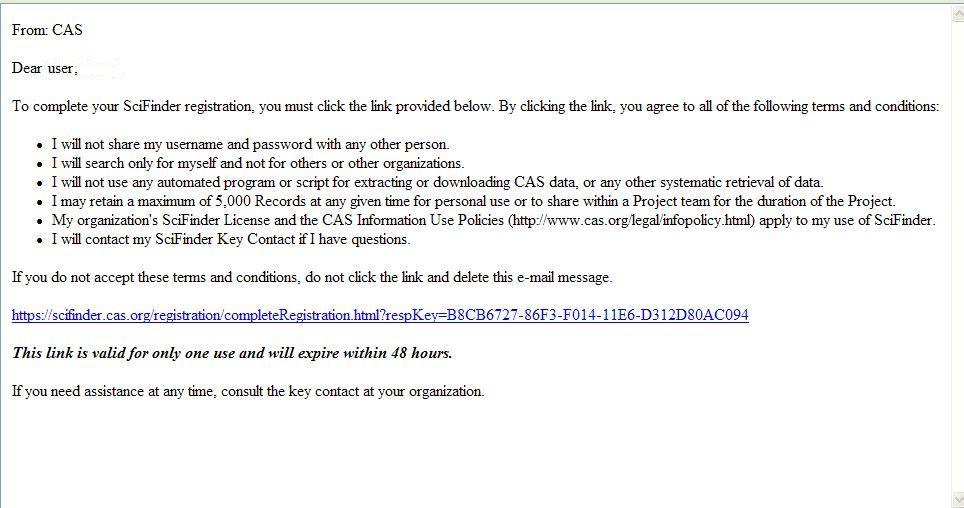 From: CAS
Dear user,
To complete your SciFinder registration, you must click the link provided below. By clicking the link, you agree to all of the following terms and conditions:
• I will not share my username and password with any other person.
• I will search only for myself and not for others or other organizations.
• I will not use any automated program or script for extracting or downloading CAS data, or any other systematic retrieval of data.
• I may retain a maximum of 5,000 Records at any given time for personal use or to share within a Project team for the duration of the Project.
• My organization's SciFinder License and the CAS Information Use Policies (http://www.cas.org/legal/infopolicy.html) apply to my use of SciFinder.
• I will contact my SciFinder Key Contact if I have questions.
If you do not accept these terms and conditions, do not click the link and delete this e-mail message.
https://scifinder.cas.org/registration/completeRegistration.html?respKey=B8CB6727-86F3-F014-11E6-D312D80AC094
This link is valid for only one use and will expire within 48 hours.
If you need assistance at any time, consult the key contact at your organization.